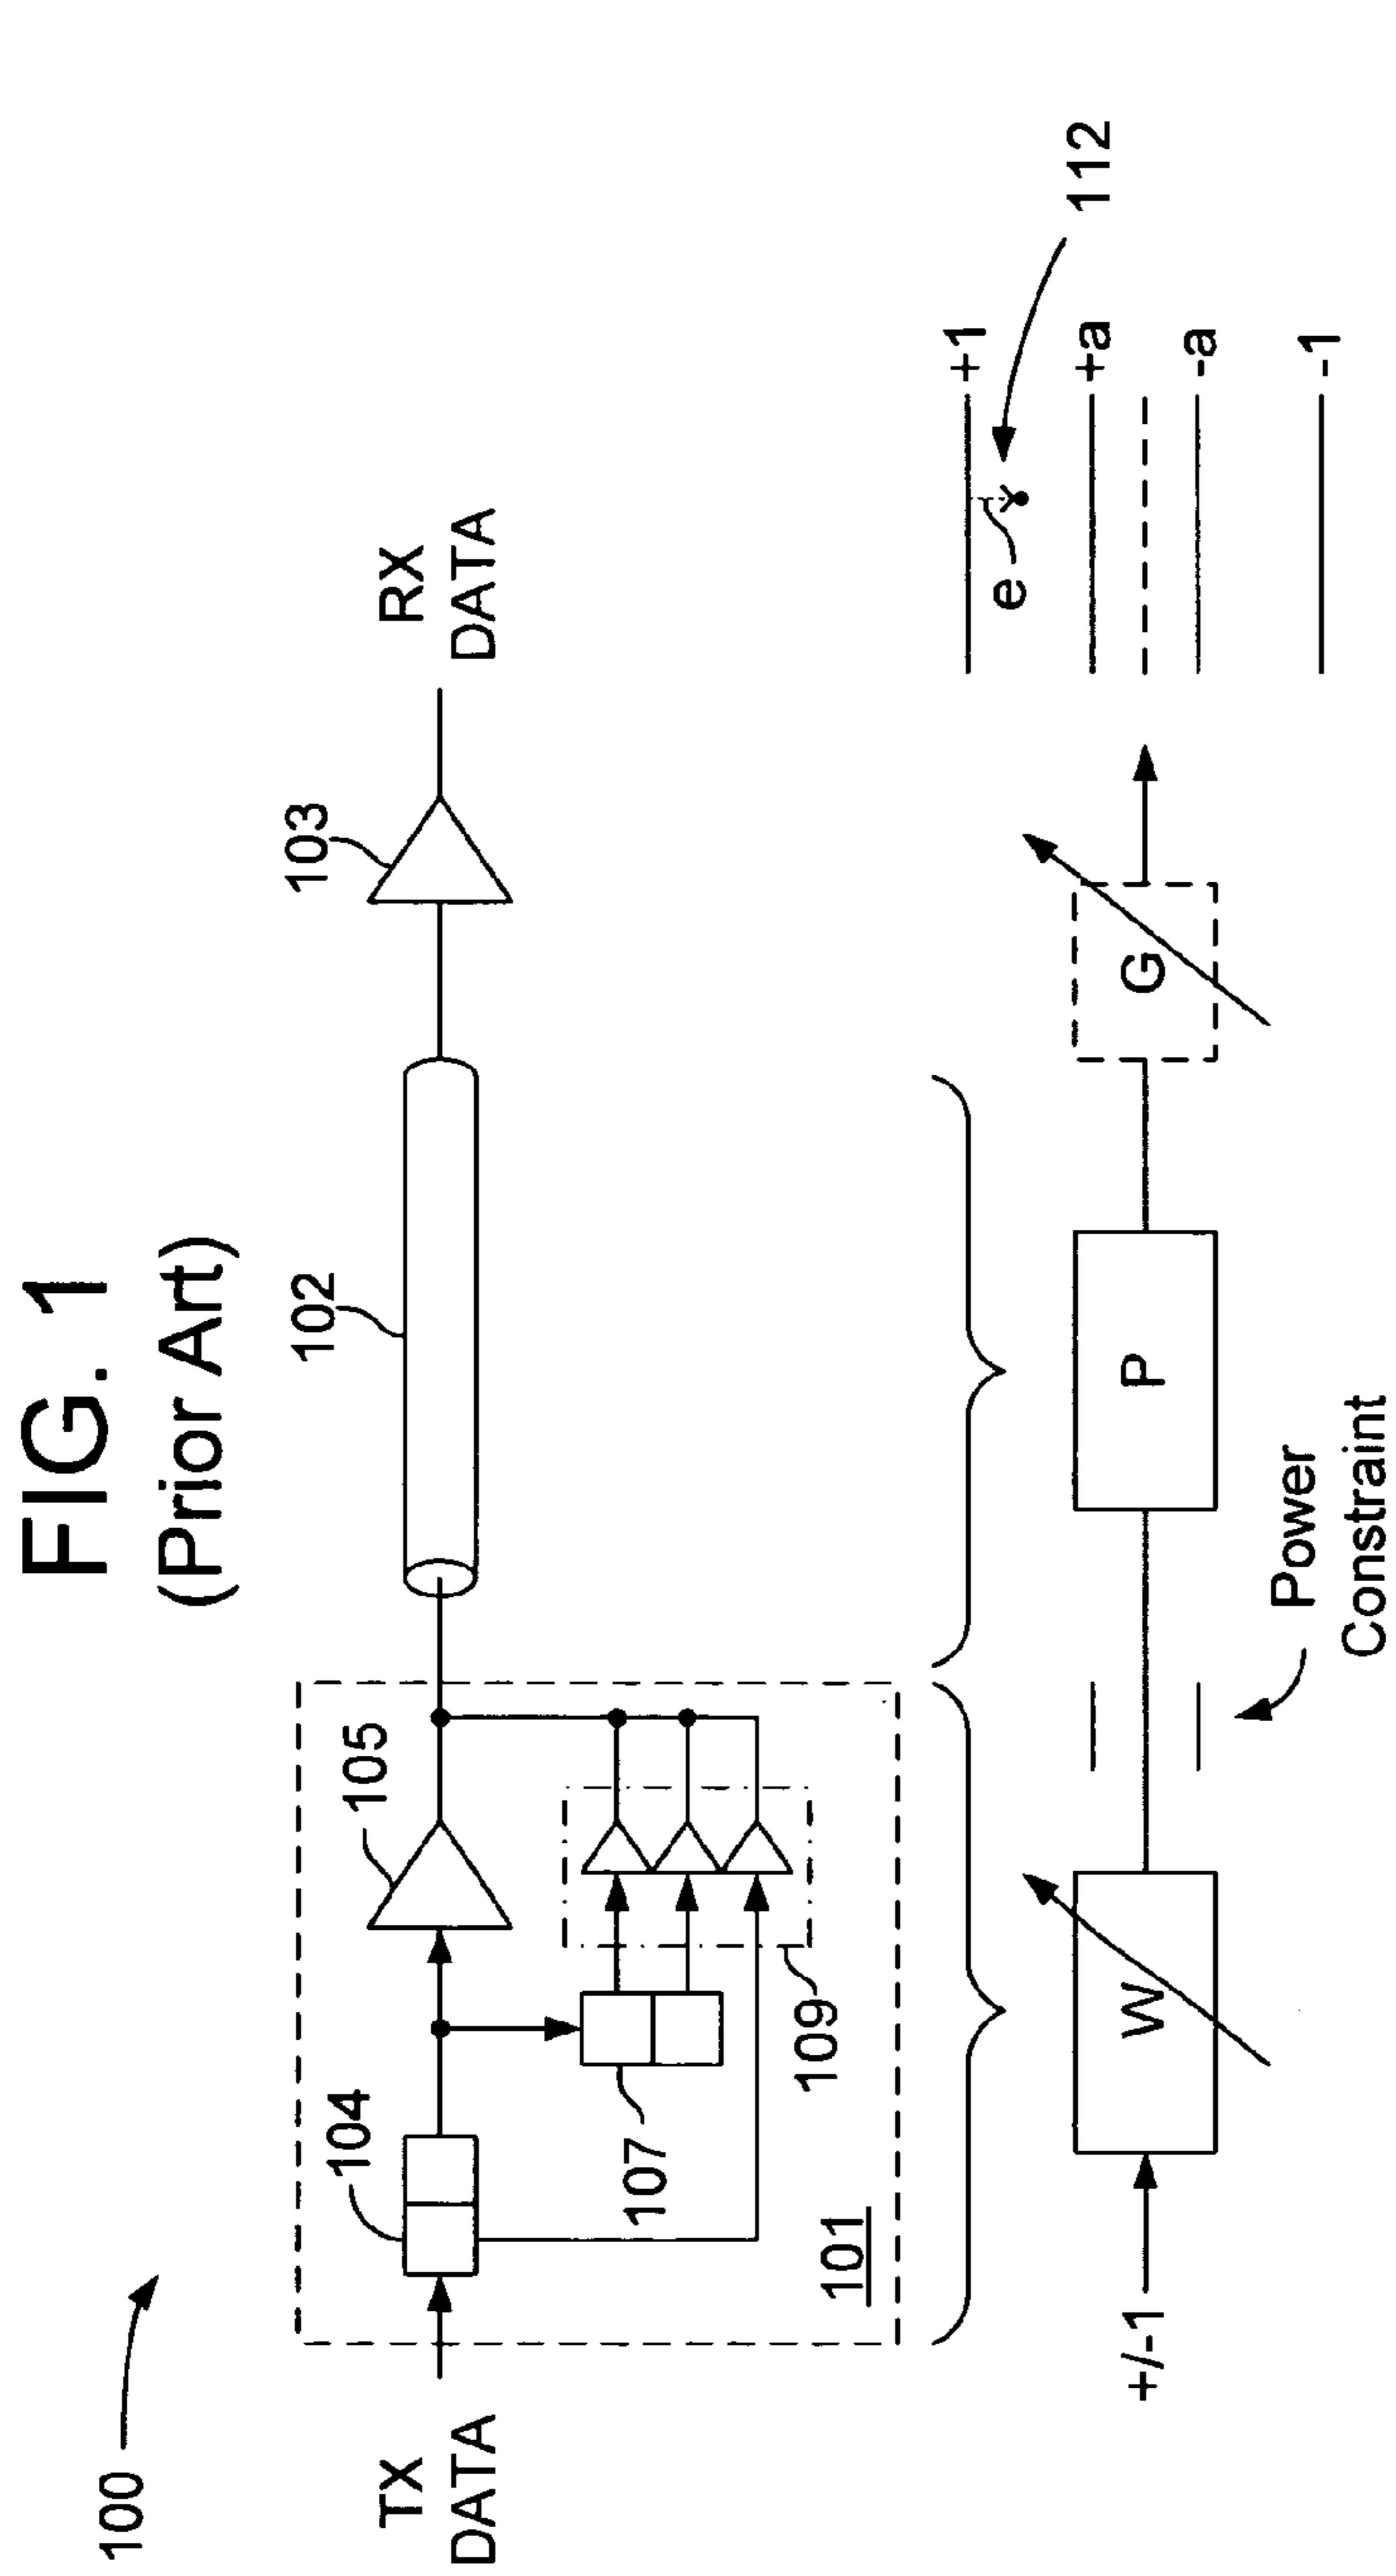 FIG. 1
(Prior Art)
100
TX
DATA
104
105
107
109
101
102
103
RX
DATA
+/-1
W
Power
Constraint
P
G
+1
e
+a
-a
-1
112